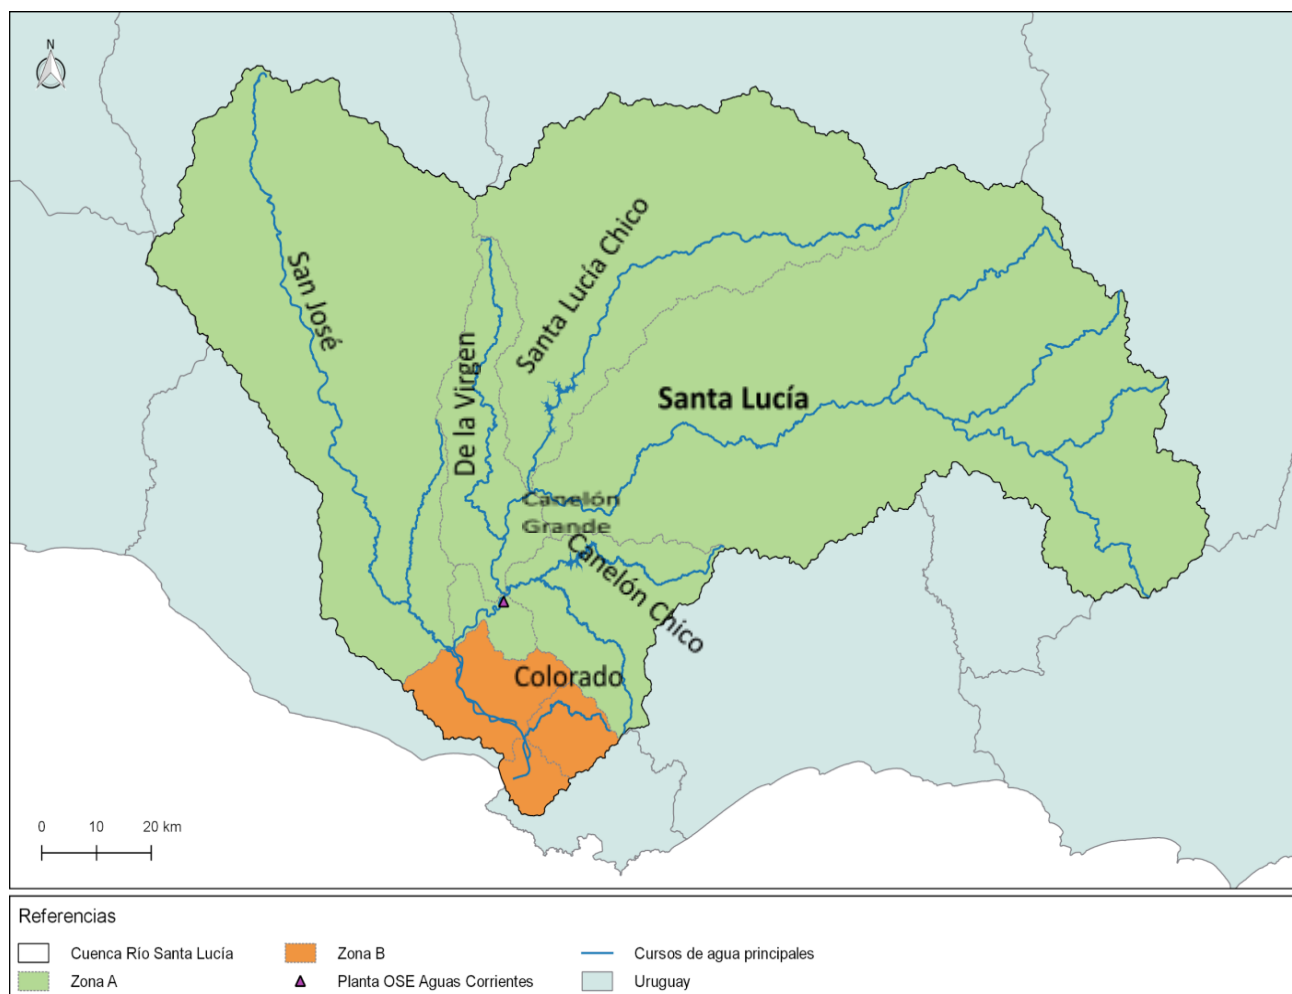 N
San José
De la Virgen
Santa Lucía Chico
Santa Lucía
Canelón
Grande
Canelón Chico
Colorado
0 10 20 km
Referencias
Cuenca Río Santa Lucía
Zona B
Cursos de agua principales
Zona A
Planta OSE Aguas Corrientes
Uruguay